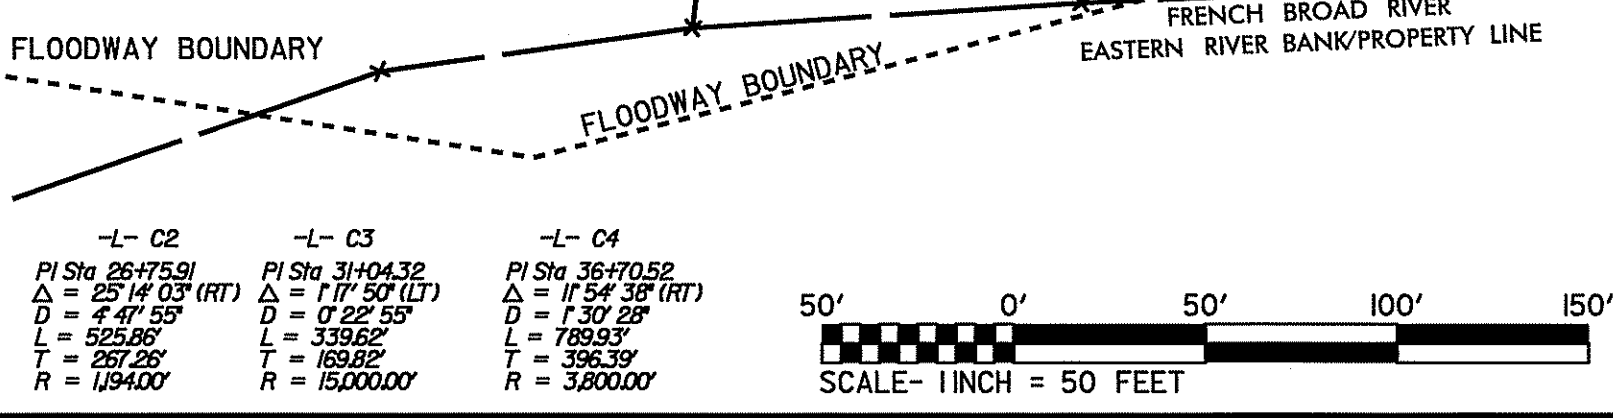 FLOODWAY BOUNDARY
FLOODWAY BOUNDARY
FRENCH BROAD RIVER
EASTERN RIVER BANK/PROPERTY LINE
-L- C2
PI Sta 26+75.91
Δ = 25° 14' 03" (RT)
D = 4° 47' 55"
L = 525.86'
T = 267.26'
R = 1,194.00'
-L- C3
PI Sta 31+04.32
Δ = 1° 17' 50" (LT)
D = 0° 22' 55"
L = 339.62'
T = 169.82'
R = 15,000.00'
-L- C4
PI Sta 36+70.52
Δ = 11° 54' 38" (RT)
D = 1° 30' 28"
L = 789.93'
T = 396.39'
R = 3,800.00'
50' 0' 50' 100' 150'
SCALE- 1 INCH = 50 FEET